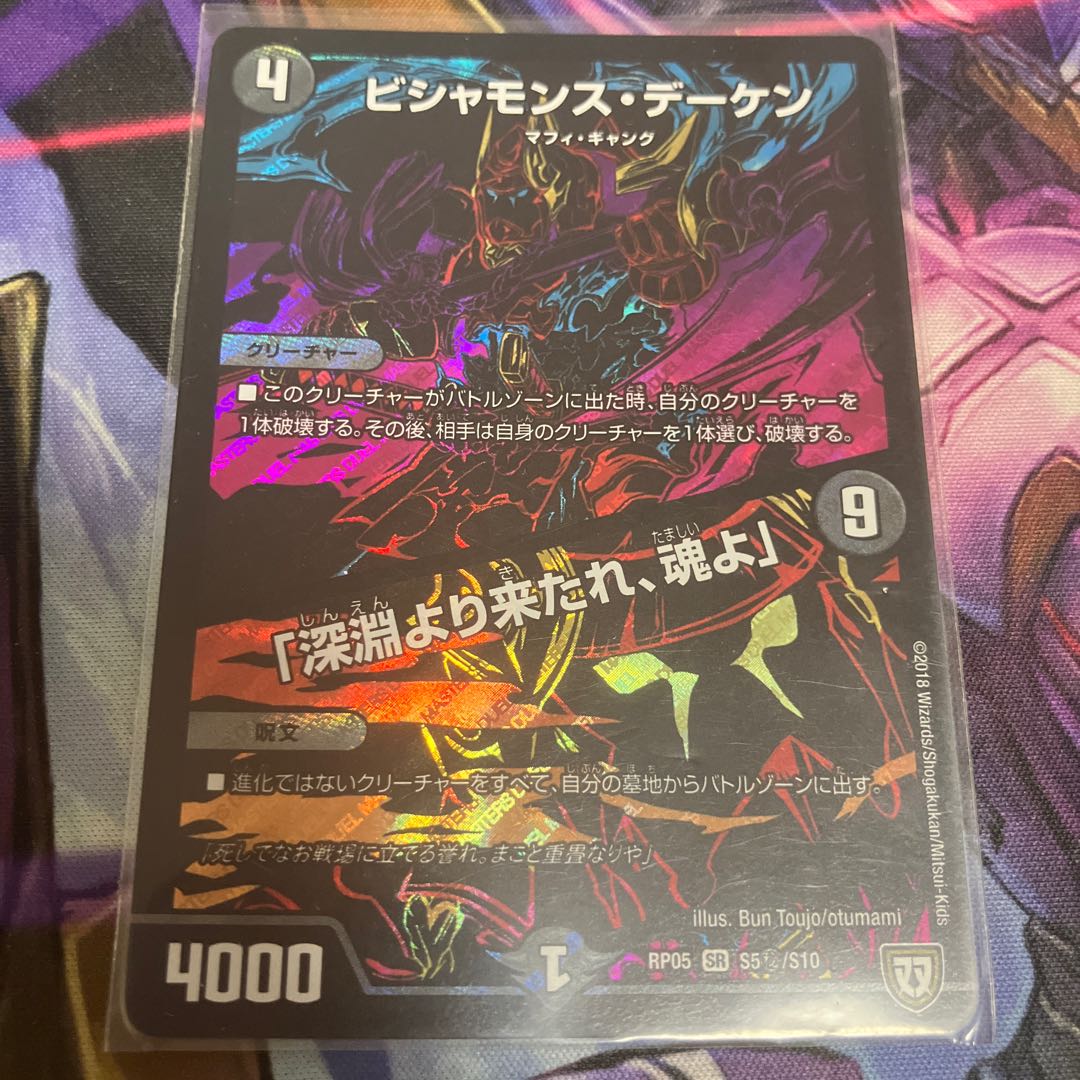 4
ビシャモンス・デーケン
マフィ・ギャング
クリーチャー
■このクリーチャーがバトルゾーンに出た時、自分のクリーチャーを
1体破壊する。その後、相手は自身のクリーチャーを1体選び、破壊する。
9
「深淵より来たれ、魂よ」
呪文
■進化ではないクリーチャーをすべて、自分の墓地からバトルゾーンに出す。
「死してなお戦場に立てる誉れ。まこと重畳なりや」
illus. Bun Toujo/otumami
©2018 Wizards/Shogakukan/Mitsui-Kids
4000
1
RP05 SR S5㊙/S10
双